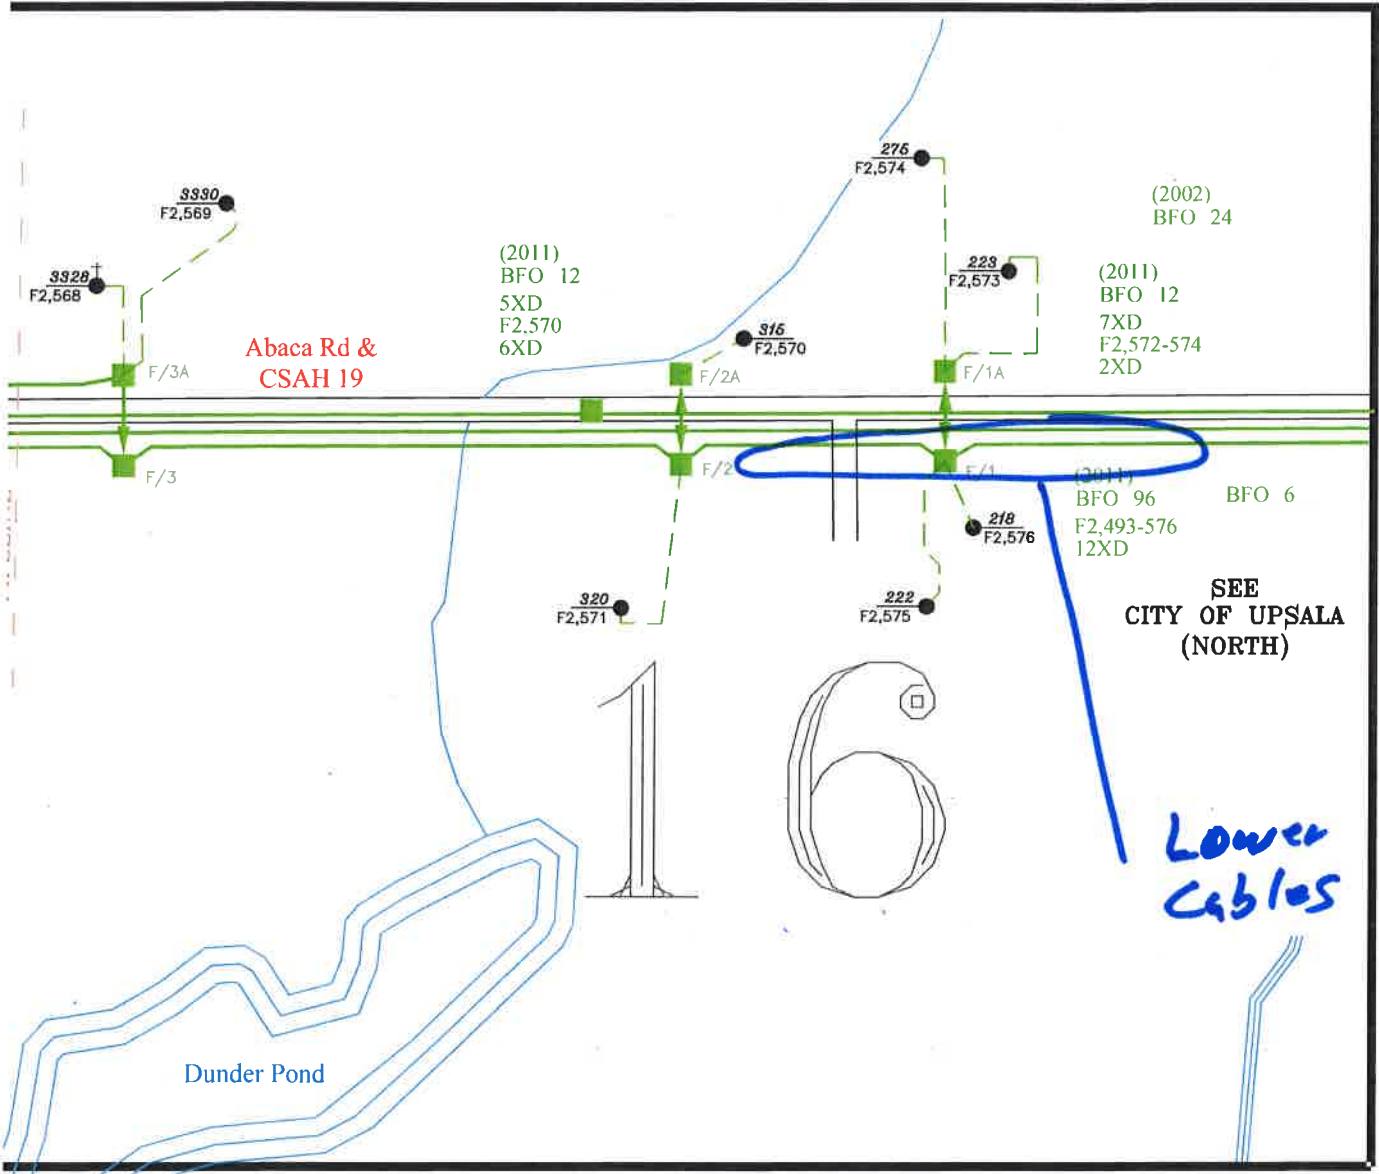 275
F2,574
(2002)
BFO 24
3330
F2,569
(2011)
BFO 12
5XD
F2,570
6XD
223
F2,573
(2011)
BFO 12
7XD
F2,572-574
2XD
3328
F2,568
315
F2,570
Abaca Rd &
CSAH 19
F/3A
F/2A
F/1A
F/3
F/2
F/1
(2011)
BFO 96
F2,493-576
12XD
BFO 6
218
F2,576
320
F2,571
222
F2,575
SEE
CITY OF UPSALA
(NORTH)
16
Lower
Cables
Dunder Pond